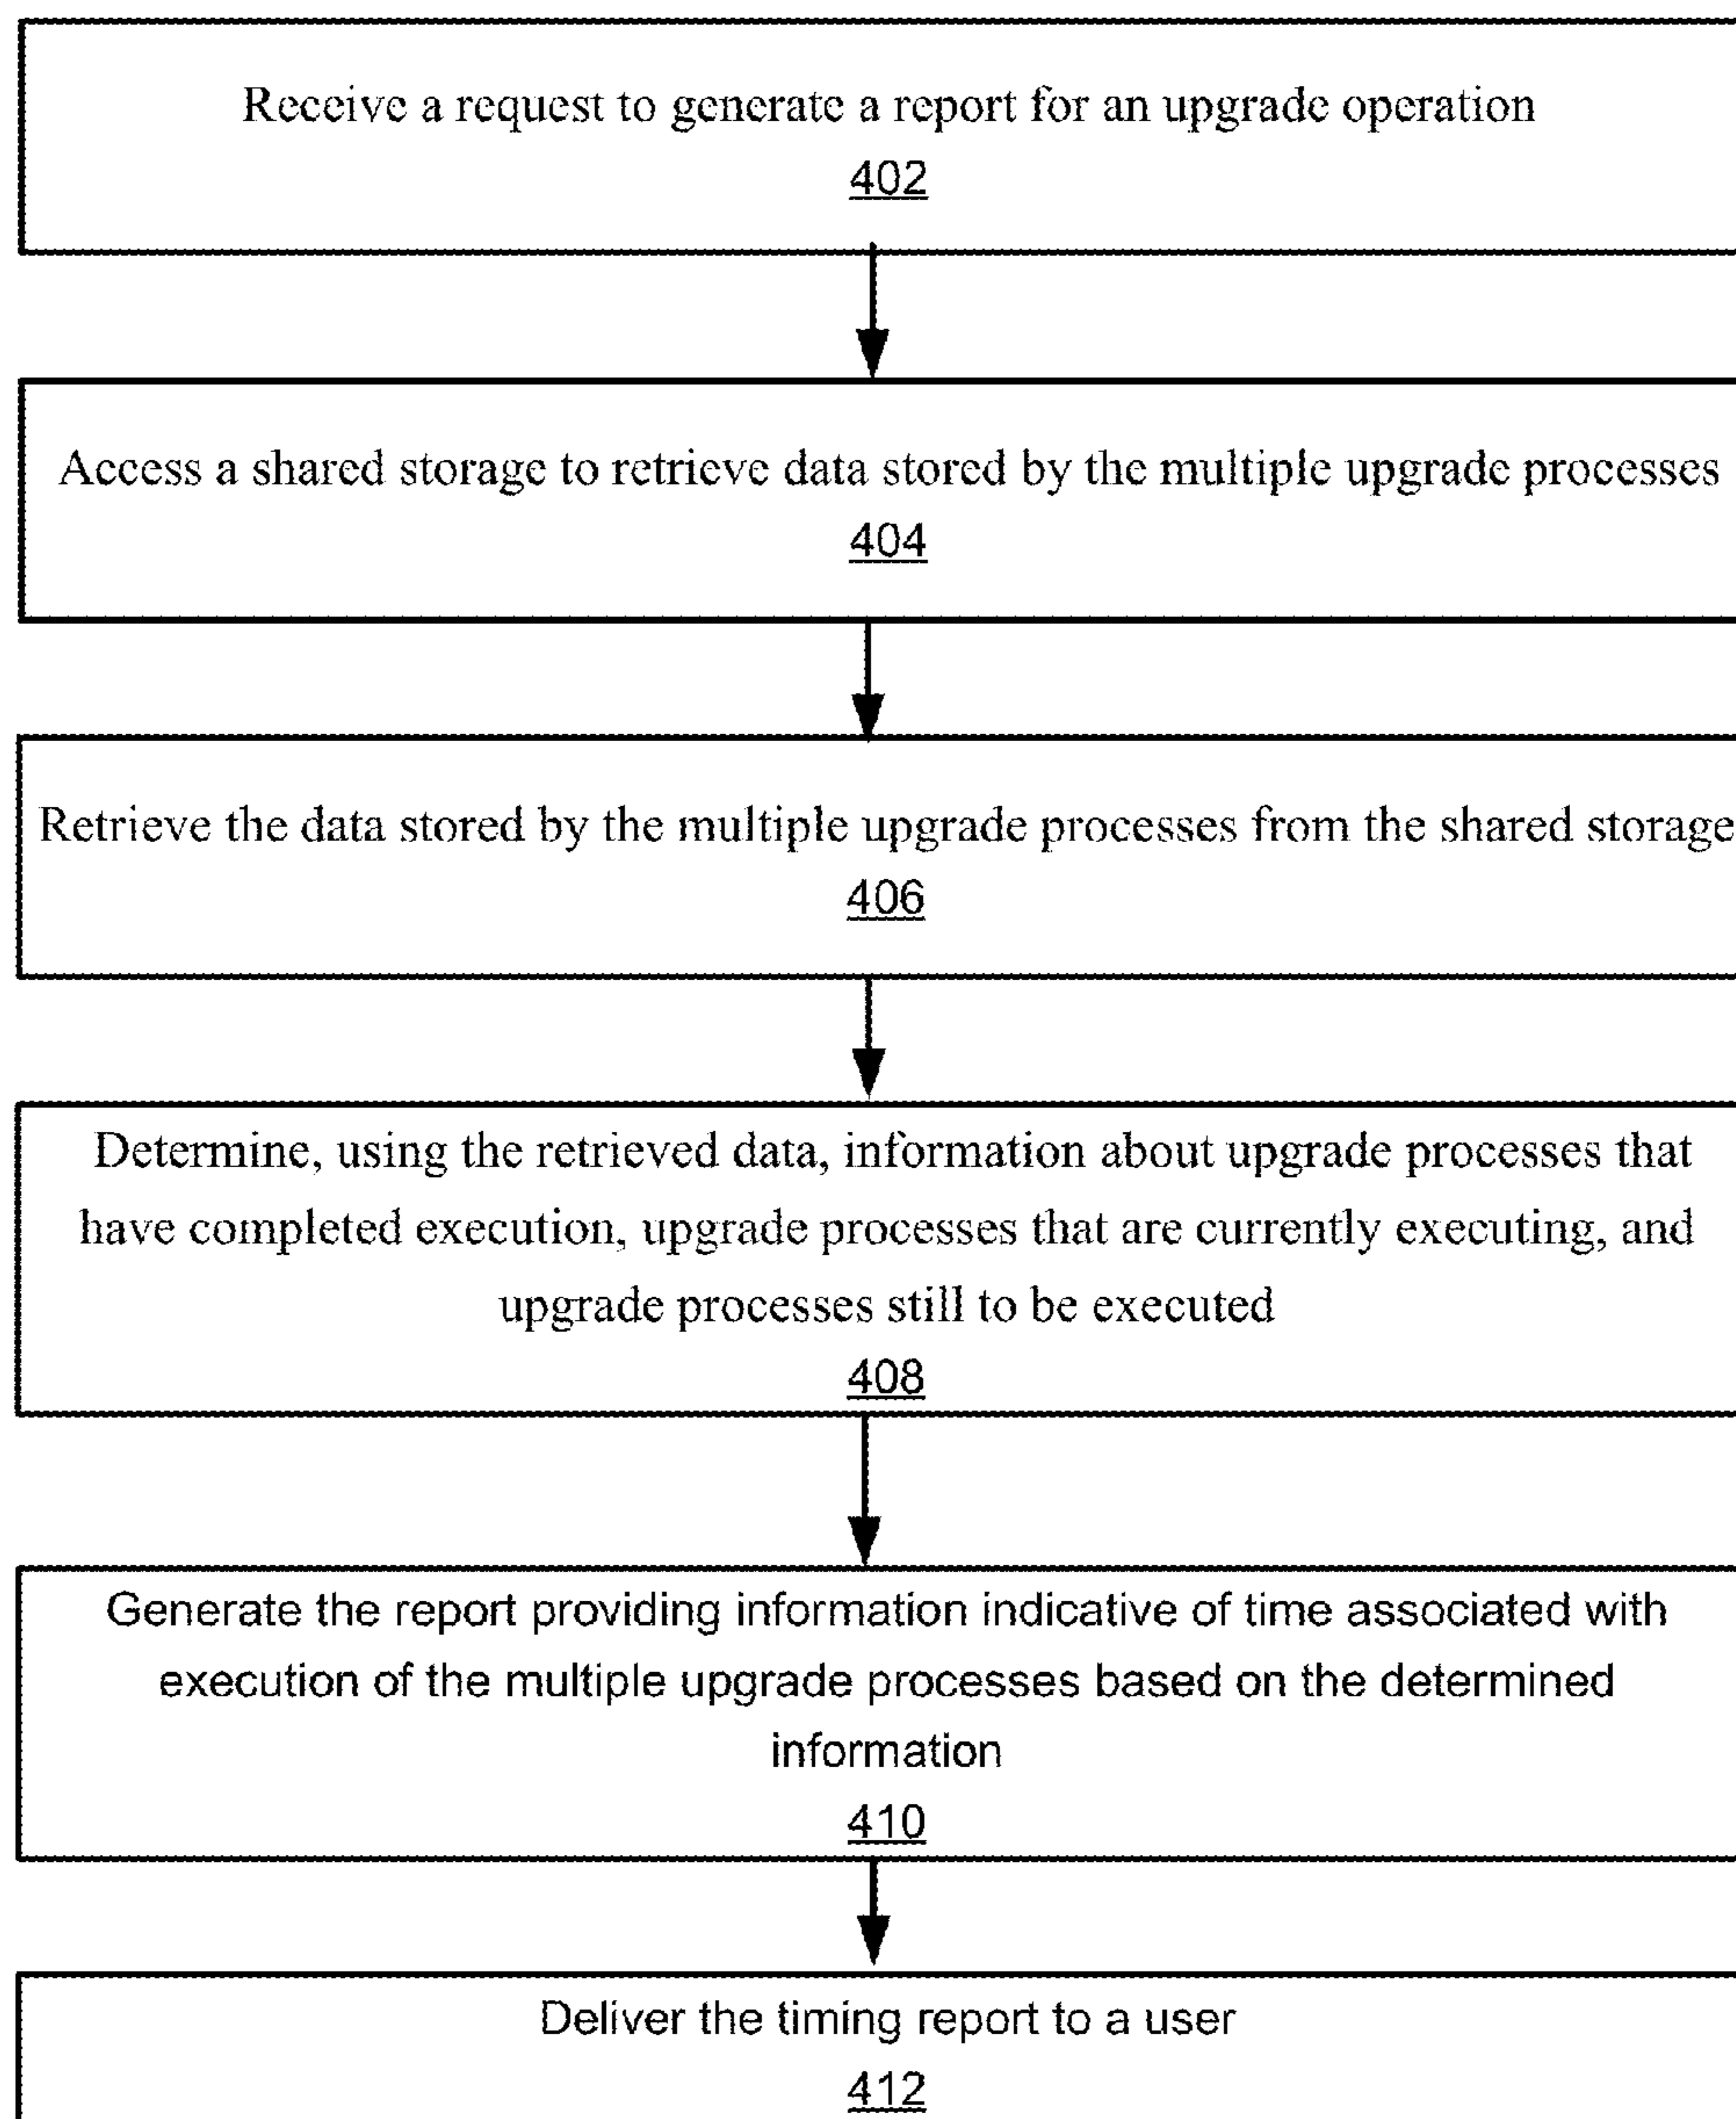 Receive a request to generate a report for an upgrade operation
402
Access a shared storage to retrieve data stored by the multiple upgrade processes
404
Retrieve the data stored by the multiple upgrade processes from the shared storage
406
Determine, using the retrieved data, information about upgrade processes that
have completed execution, upgrade processes that are currently executing, and
upgrade processes still to be executed
408
Generate the report providing information indicative of time associated with
execution of the multiple upgrade processes based on the determined
information
410
Deliver the timing report to a user
412